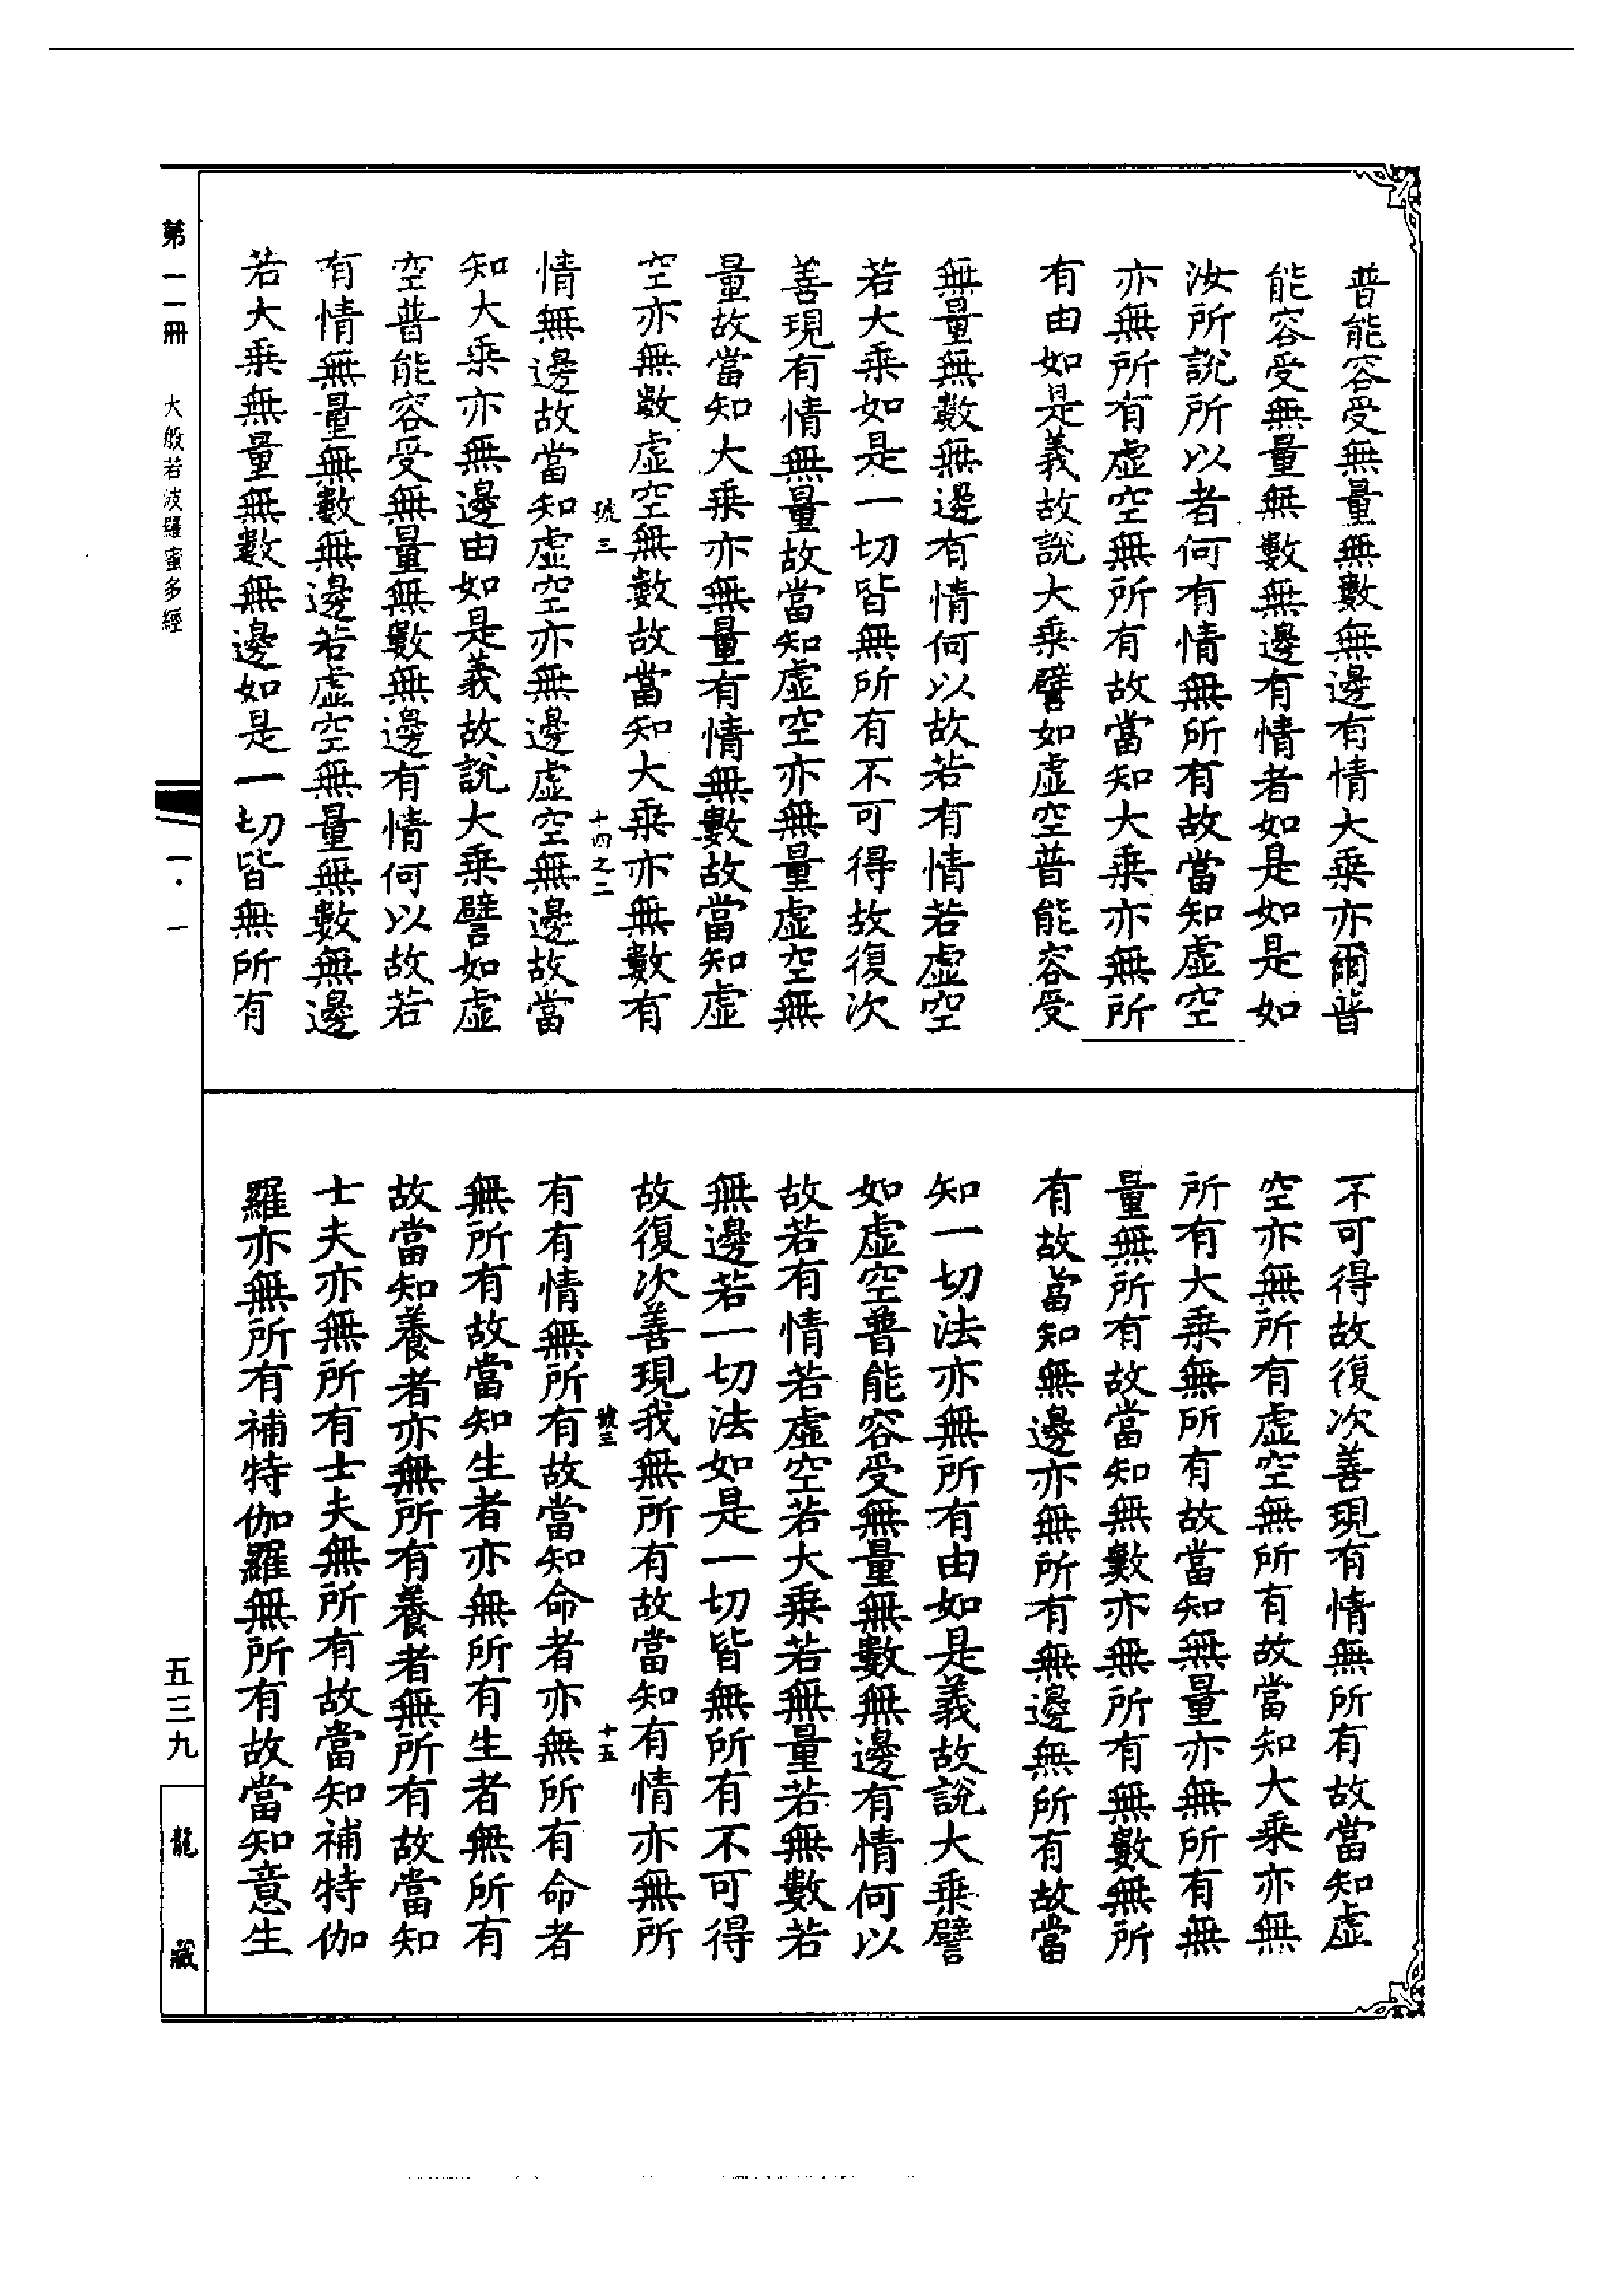 普能容受無量無數無邊有情大乘亦爾普
能容受無量無數無邊有情者如是如是如
汝所說所以者何有情無所有故當知虛空
亦無所有虛空無所有故當知大乘亦無所
有由如是義故說大乘譬如虛空普能容受
無量無數無邊有情何以故若有情若虛空
若大乘如是一切皆無所有不可得故復次
善現有情無量故當知虛空亦無量虛空無
量故當知大乘亦無量有情無數故當知虛
空亦無數虛空無數故當知大乘亦無數有
號三 十四之二
情無邊故當知虛空亦無邊虛空無邊故當
知大乘亦無邊由如是義故說大乘譬如虛
空普能容受無量無數無邊有情何以故若
有情無量無數無邊若虛空無量無數無邊
若大乘無量無數無邊如是一切皆無所有
不可得故復次善現有情無所有故當知虛
空亦無所有虛空無所有故當知大乘亦無
所有大乘無所有故當知無量亦無所有無
量無所有故當知無數亦無所有無數無所
有故當知無邊亦無所有無邊無所有故當
知一切法亦無所有由如是義故說大乘譬
如虛空普能容受無量無數無邊有情何以
故若有情若虛空若大乘若無量若無數若
無邊若一切法如是一切皆無所有不可得
故復次善現我無所有故當知有情亦無所
號三 十五
有有情無所有故當知命者亦無所有命者
無所有故當知生者亦無所有生者無所有
故當知養者亦無所有養者無所有故當知
士夫亦無所有士夫無所有故當知補特伽
羅亦無所有補特伽羅無所有故當知意生
第一一冊 大般若波羅蜜多經
一·一
五三九
龍藏